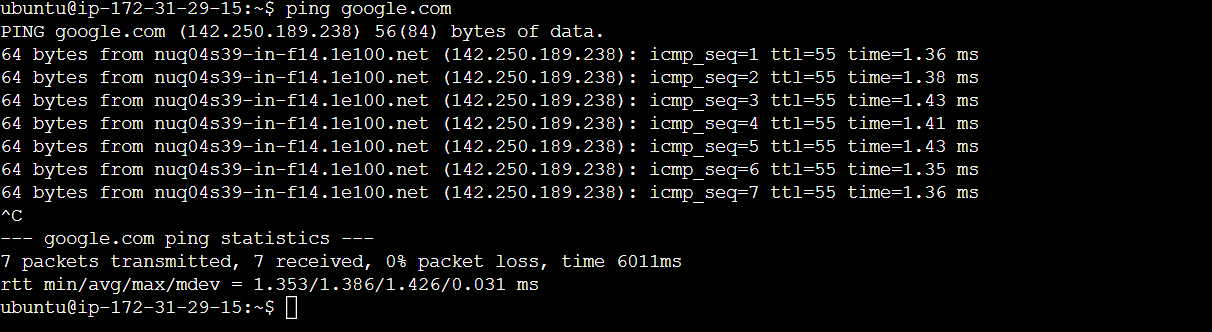 ubuntu@ip-172-31-29-15:~$ ping google.com
PING google.com (142.250.189.238) 56(84) bytes of data.
64 bytes from nuq04s39-in-f14.1e100.net (142.250.189.238): icmp_seq=1 ttl=55 time=1.36 ms
64 bytes from nuq04s39-in-f14.1e100.net (142.250.189.238): icmp_seq=2 ttl=55 time=1.38 ms
64 bytes from nuq04s39-in-f14.1e100.net (142.250.189.238): icmp_seq=3 ttl=55 time=1.43 ms
64 bytes from nuq04s39-in-f14.1e100.net (142.250.189.238): icmp_seq=4 ttl=55 time=1.41 ms
64 bytes from nuq04s39-in-f14.1e100.net (142.250.189.238): icmp_seq=5 ttl=55 time=1.43 ms
64 bytes from nuq04s39-in-f14.1e100.net (142.250.189.238): icmp_seq=6 ttl=55 time=1.35 ms
64 bytes from nuq04s39-in-f14.1e100.net (142.250.189.238): icmp_seq=7 ttl=55 time=1.36 ms
^C
--- google.com ping statistics ---
7 packets transmitted, 7 received, 0% packet loss, time 6011ms
rtt min/avg/max/mdev = 1.353/1.386/1.426/0.031 ms
ubuntu@ip-172-31-29-15:~$